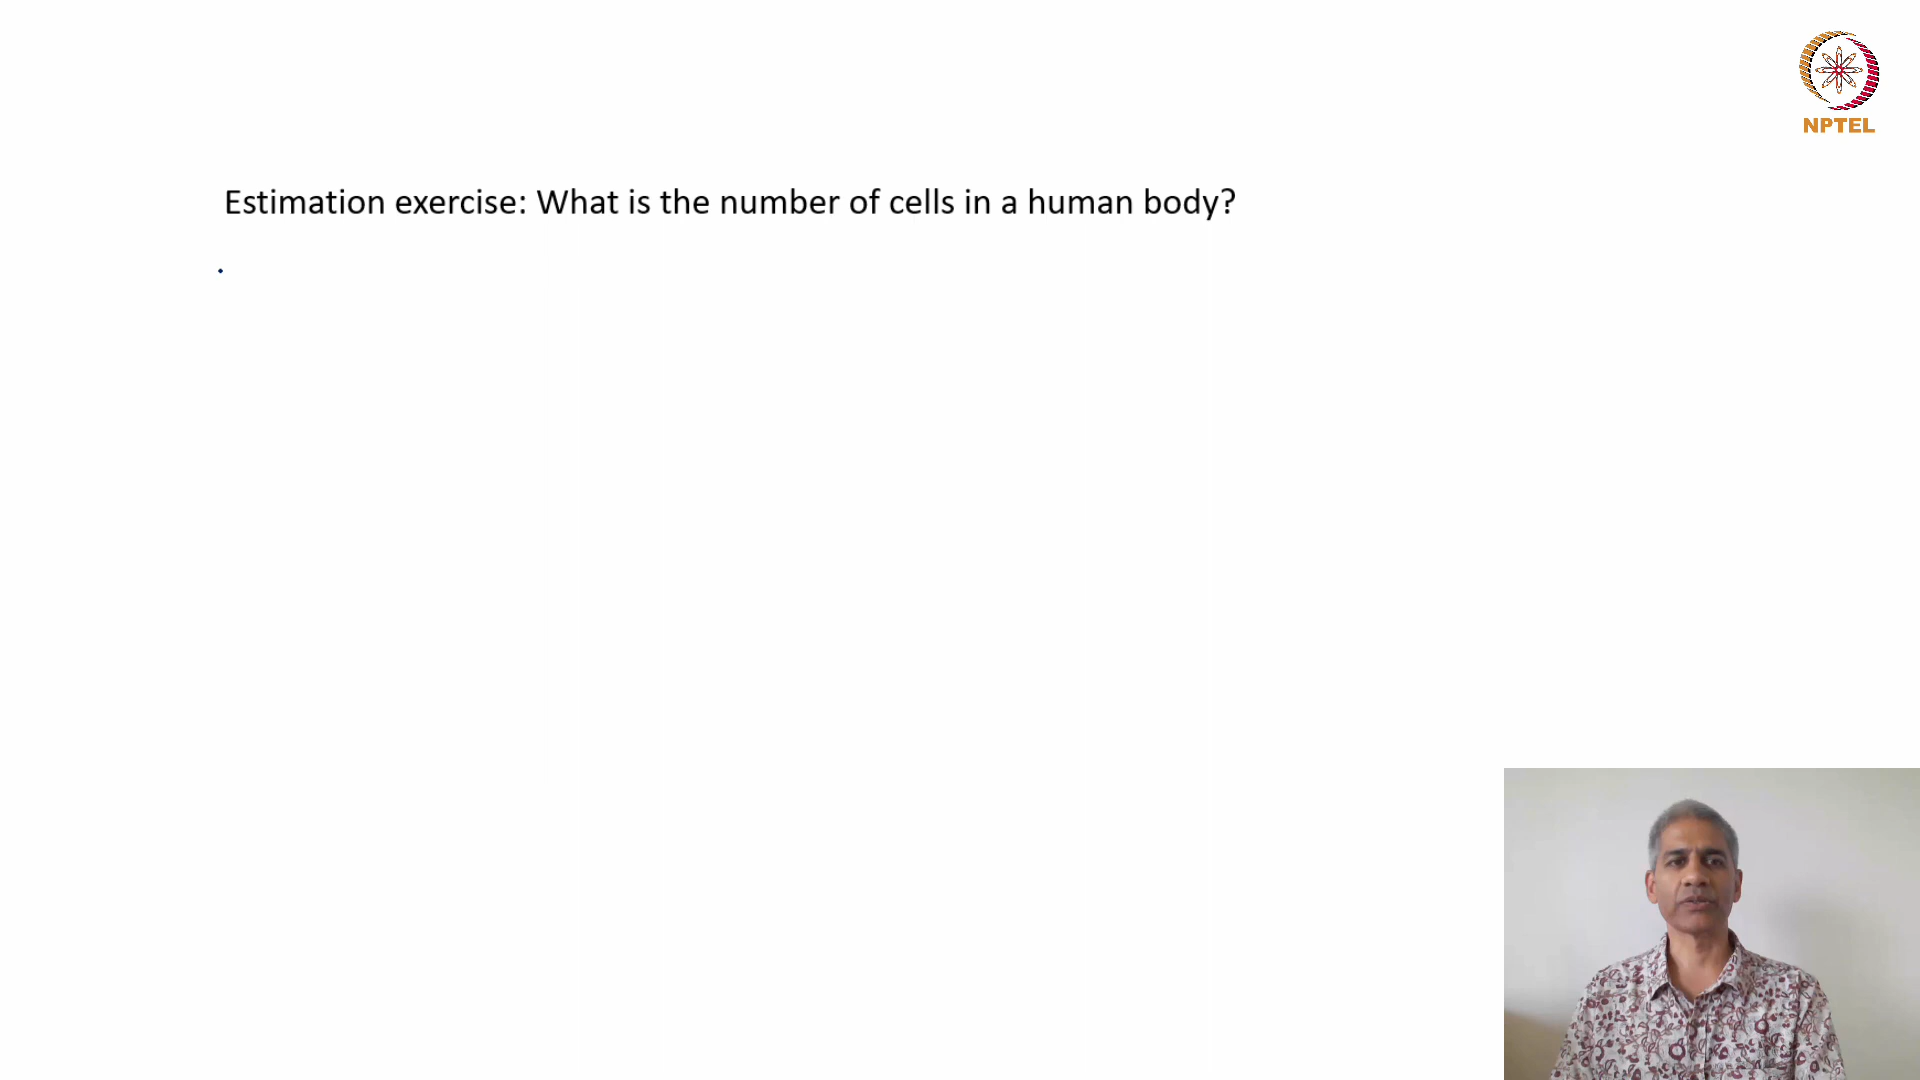 NPTEL
Estimation exercise: What is the number of cells in a human body?